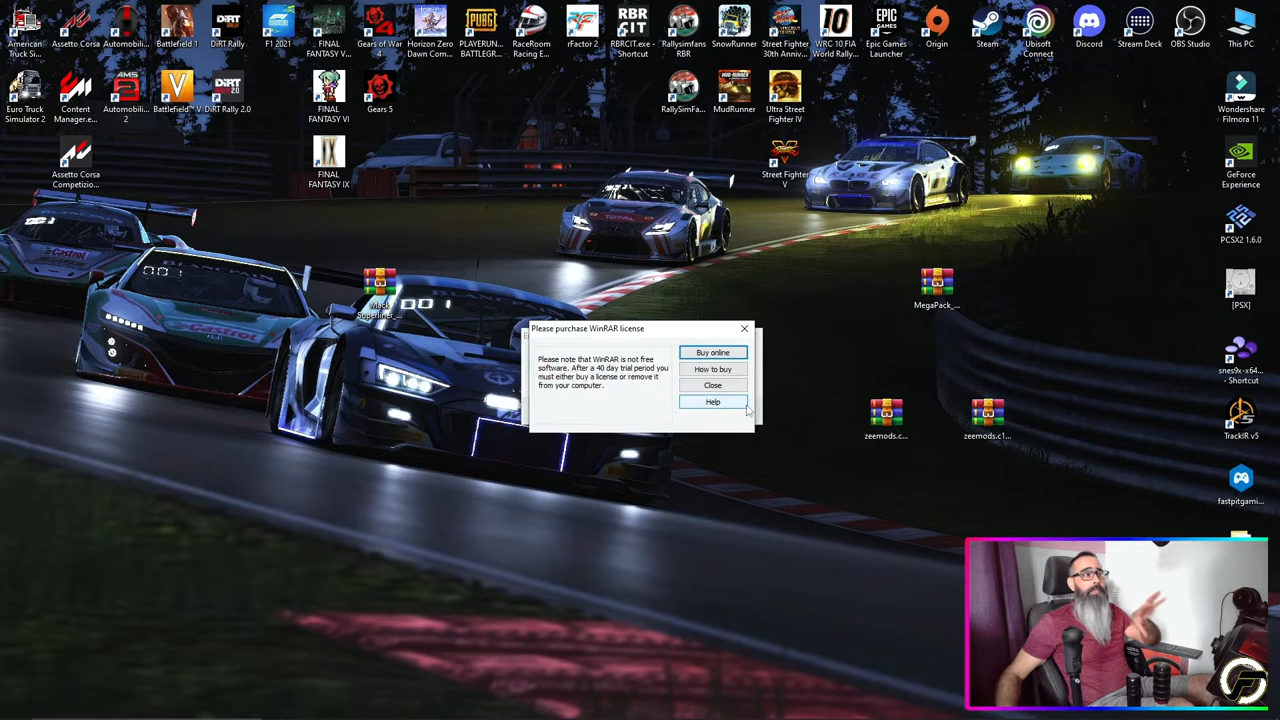 American Truck Sim...
Assetto Corsa
Automobili...
Battlefield 1
DiRT Rally
F1 2021
FINAL FANTASY V...
Gears of War 4
Horizon Zero Dawn Com...
PLAYERUN... BATTLEGR...
RaceRoom Racing E...
rFactor 2
RBRCIT.exe - Shortcut
Rallysimfans RBR
SnowRunner
Street Fighter 30th Anniv...
WRC 10 FIA World Rally...
Epic Games Launcher
Origin
Steam
Ubisoft Connect
Discord
Stream Deck
OBS Studio
This PC
Euro Truck Simulator 2
Content Manager.e...
Automobili... 2
Battlefield™ V
DiRT Rally 2.0
FINAL FANTASY VI
Gears 5
RallySimFa...
MudRunner
Ultra Street Fighter IV
Wondershare Filmora 11
Assetto Corsa Competizio...
FINAL FANTASY IX
Street Fighter V
GeForce Experience
PCSX2 1.6.0
Mack Superliner_...
MegaPack_...
[PSX]
Please purchase WinRAR license
Please note that WinRAR is not free
software. After a 40 day trial period you
must either buy a license or remove it
from your computer.
Buy online
How to buy
Close
Help
snes9x-x64... - Shortcut
zeemods.c...
zeemods.c1...
TrackIR v5
fastpitgami...